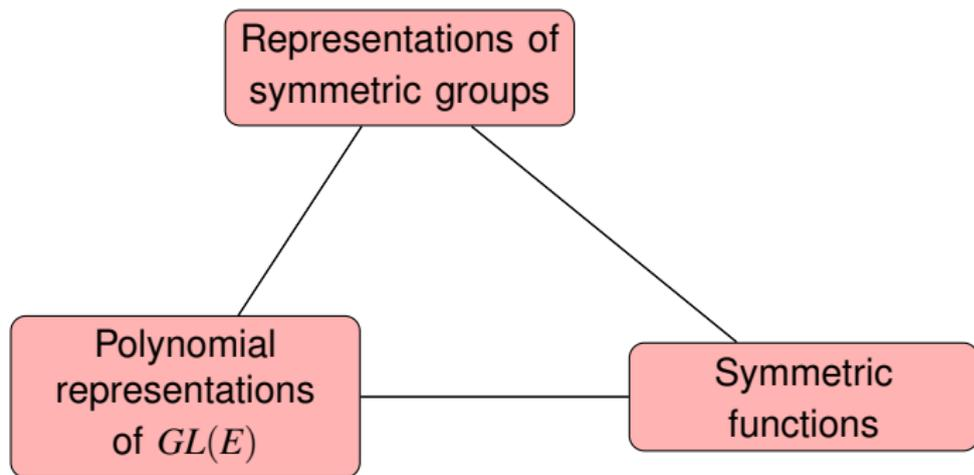 Representations of
symmetric groups
Polynomial
representations
of GL(E)
Symmetric
functions